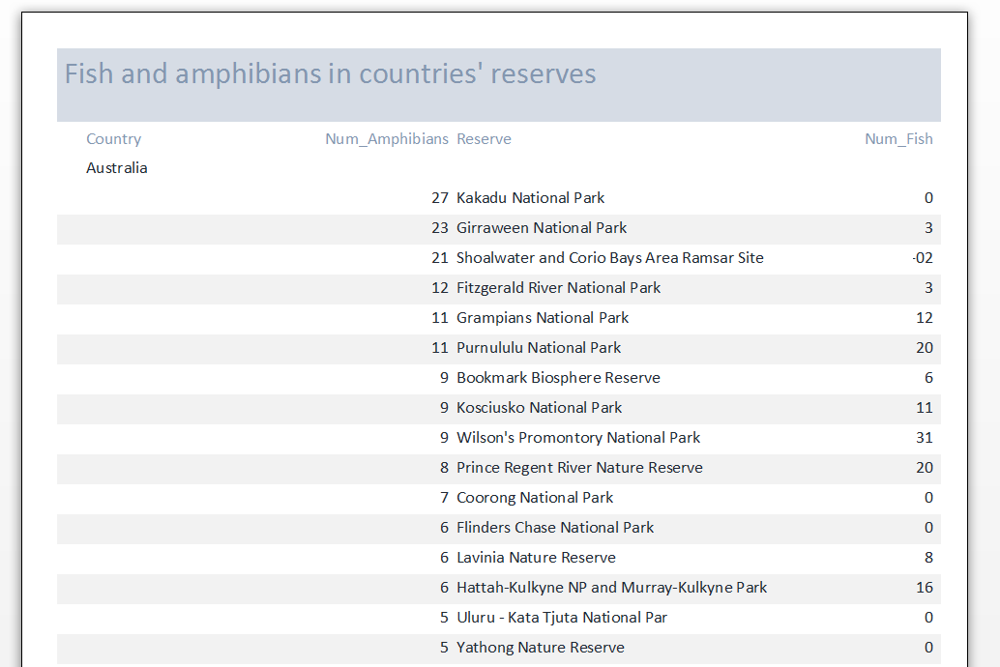 Fish and amphibians in countries' reserves
Country Num_Amphibians Reserve Num_Fish
Australia
27 Kakadu National Park 0
23 Girraween National Park 3
21 Shoalwater and Corio Bays Area Ramsar Site -02
12 Fitzgerald River National Park 3
11 Grampians National Park 12
11 Purnululu National Park 20
9 Bookmark Biosphere Reserve 6
9 Kosciusko National Park 11
9 Wilson's Promontory National Park 31
8 Prince Regent River Nature Reserve 20
7 Coorong National Park 0
6 Flinders Chase National Park 0
6 Lavinia Nature Reserve 8
6 Hattah-Kulkyne NP and Murray-Kulkyne Park 16
5 Uluru - Kata Tjuta National Par 0
5 Yathong Nature Reserve 0